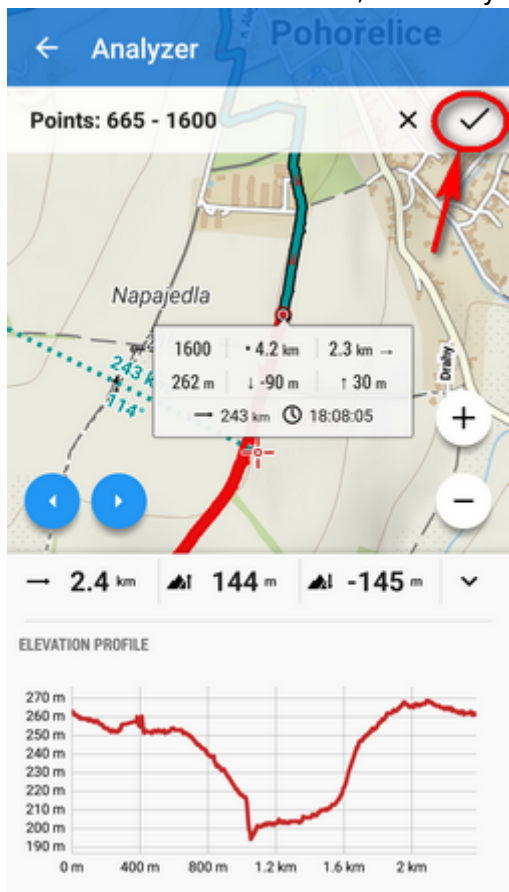 ← Analyzer
Pohořelice
Points: 665 - 1600
Napajedla
1600 • 4.2 km 2.3 km →
262 m ↓ -90 m ↑ 30 m
→ 243 km 18:08:05
114°
Drahy
+
−
→ 2.4 km 144 m -145 m
ELEVATION PROFILE
270 m
260 m
250 m
240 m
230 m
220 m
210 m
200 m
190 m
0 m 400 m 800 m 1.2 km 1.6 km 2 km